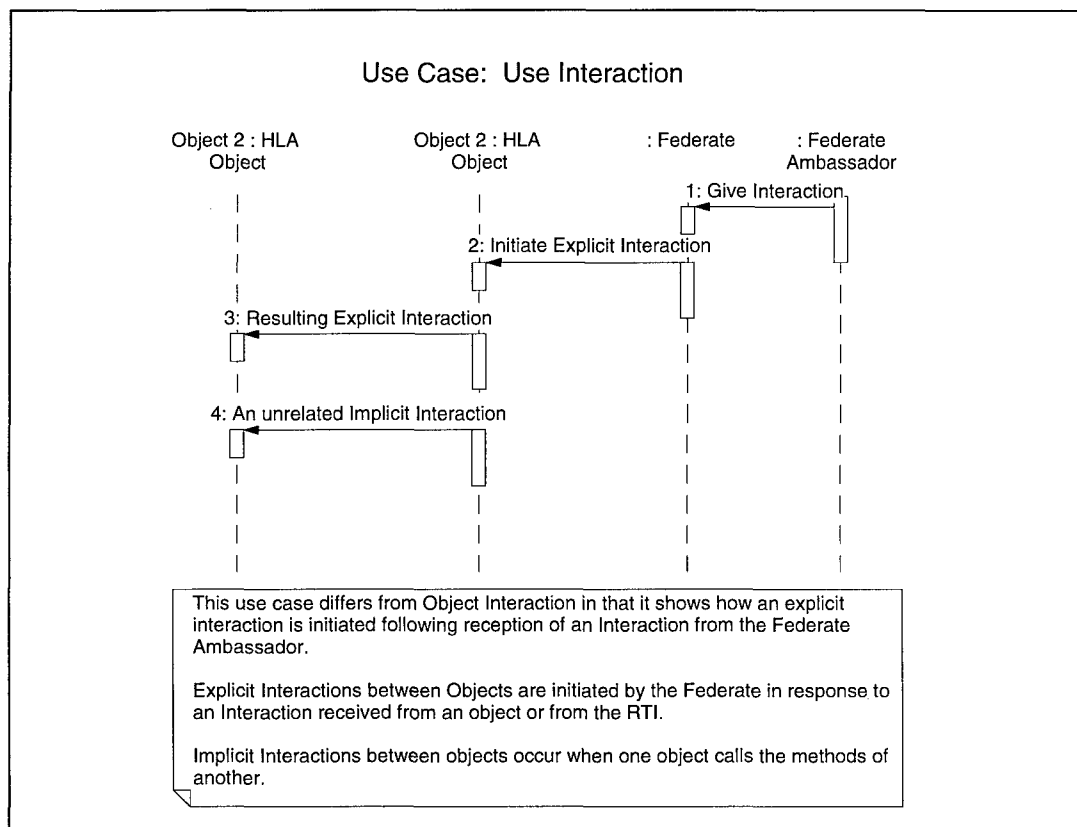 Use Case: Use Interaction
Object 2 : HLA
Object
Object 2 : HLA
Object
: Federate
: Federate
Ambassador
1: Give Interaction
2: Initiate Explicit Interaction
3: Resulting Explicit Interaction
4: An unrelated Implicit Interaction
This use case differs from Object Interaction in that it shows how an explicit
interaction is initiated following reception of an Interaction from the Federate
Ambassador.
Explicit Interactions between Objects are initiated by the Federate in response to
an Interaction received from an object or from the RTI.
Implicit Interactions between objects occur when one object calls the methods of
another.